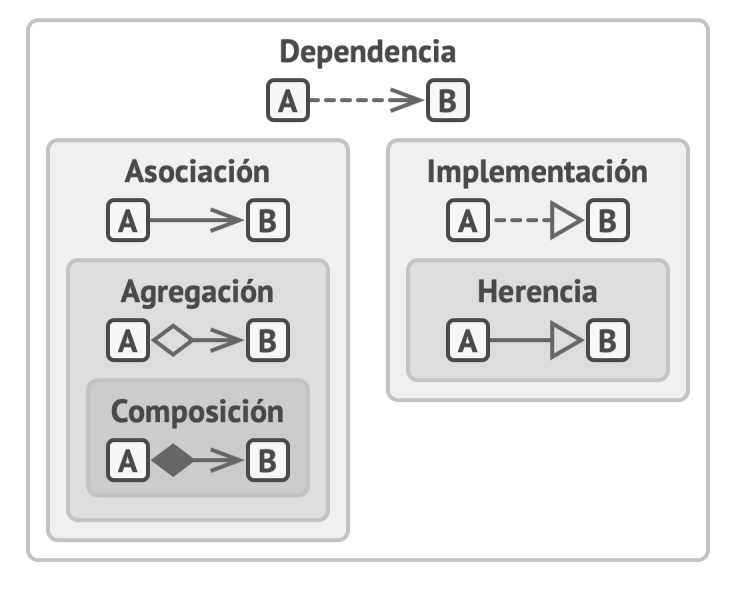 Dependencia
A B
Asociación
A B
Agregación
A B
Composición
A B
Implementación
A B
Herencia
A B